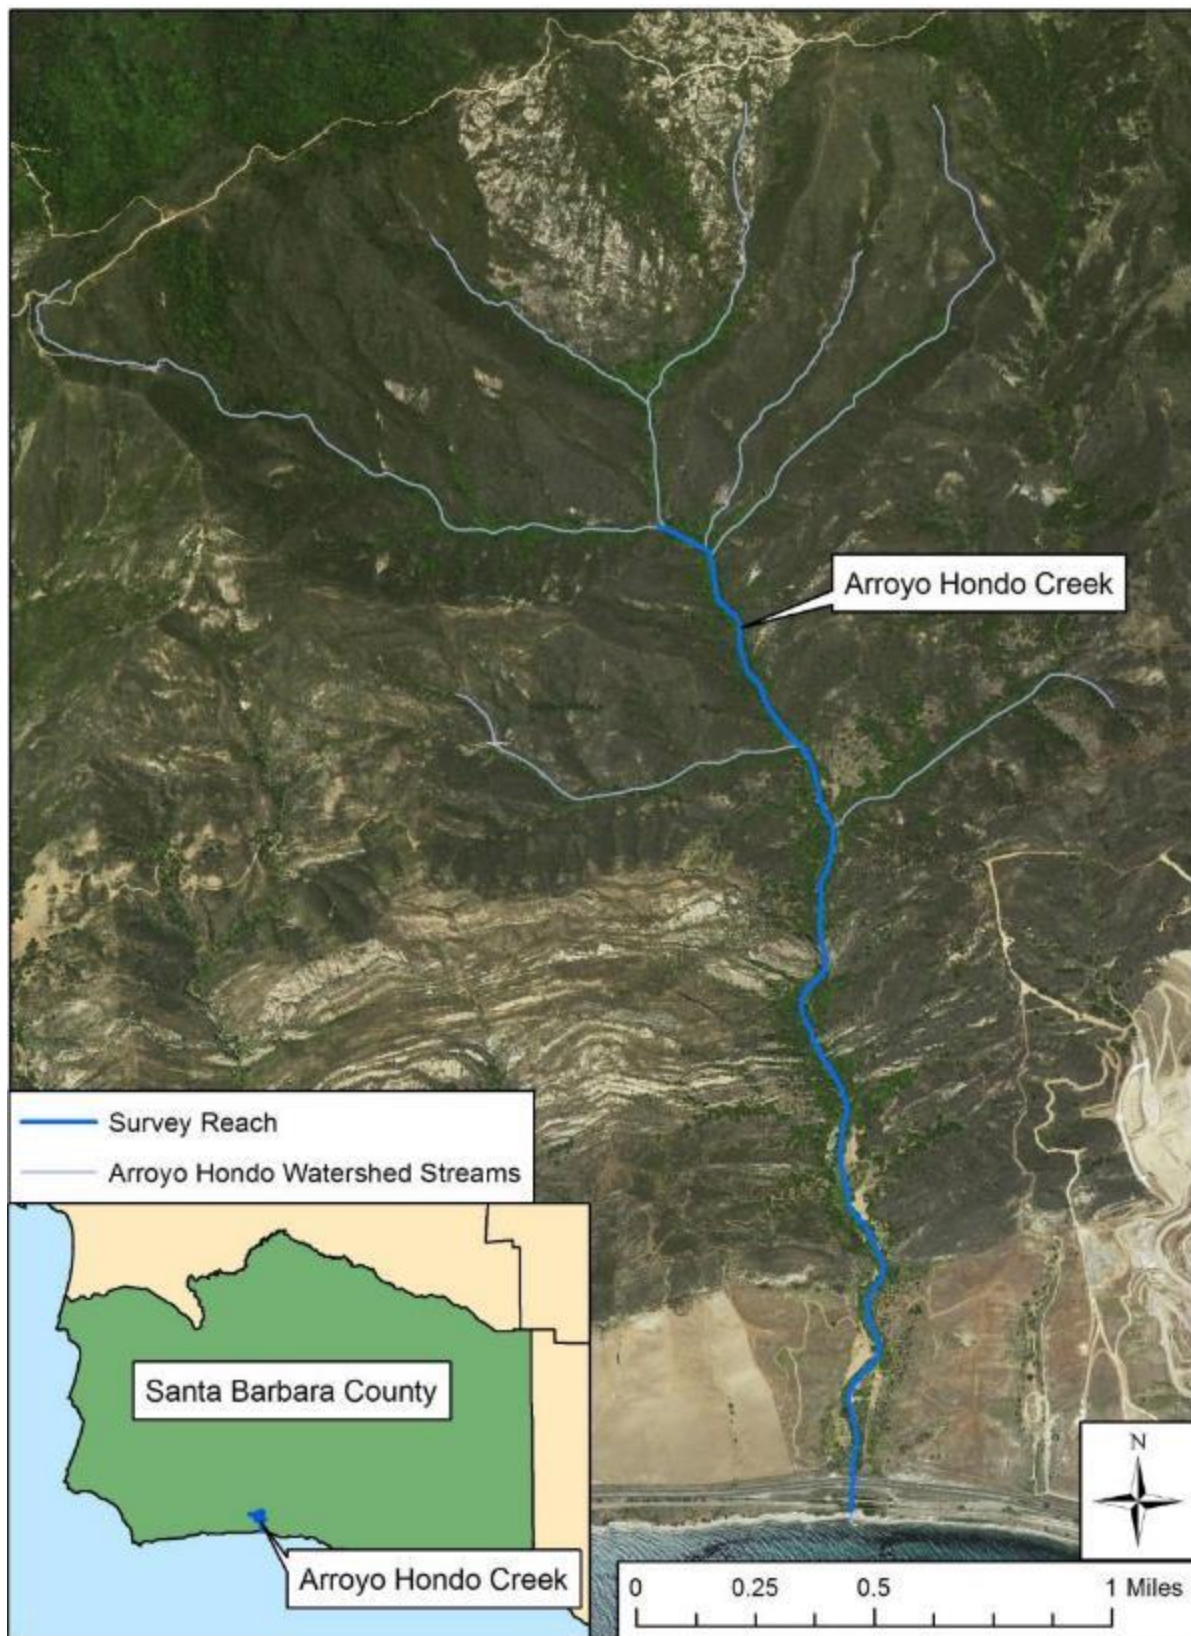 Arroyo Hondo Creek
Survey Reach
Arroyo Hondo Watershed Streams
Santa Barbara County
Arroyo Hondo Creek
N
0 0.25 0.5 1 Miles